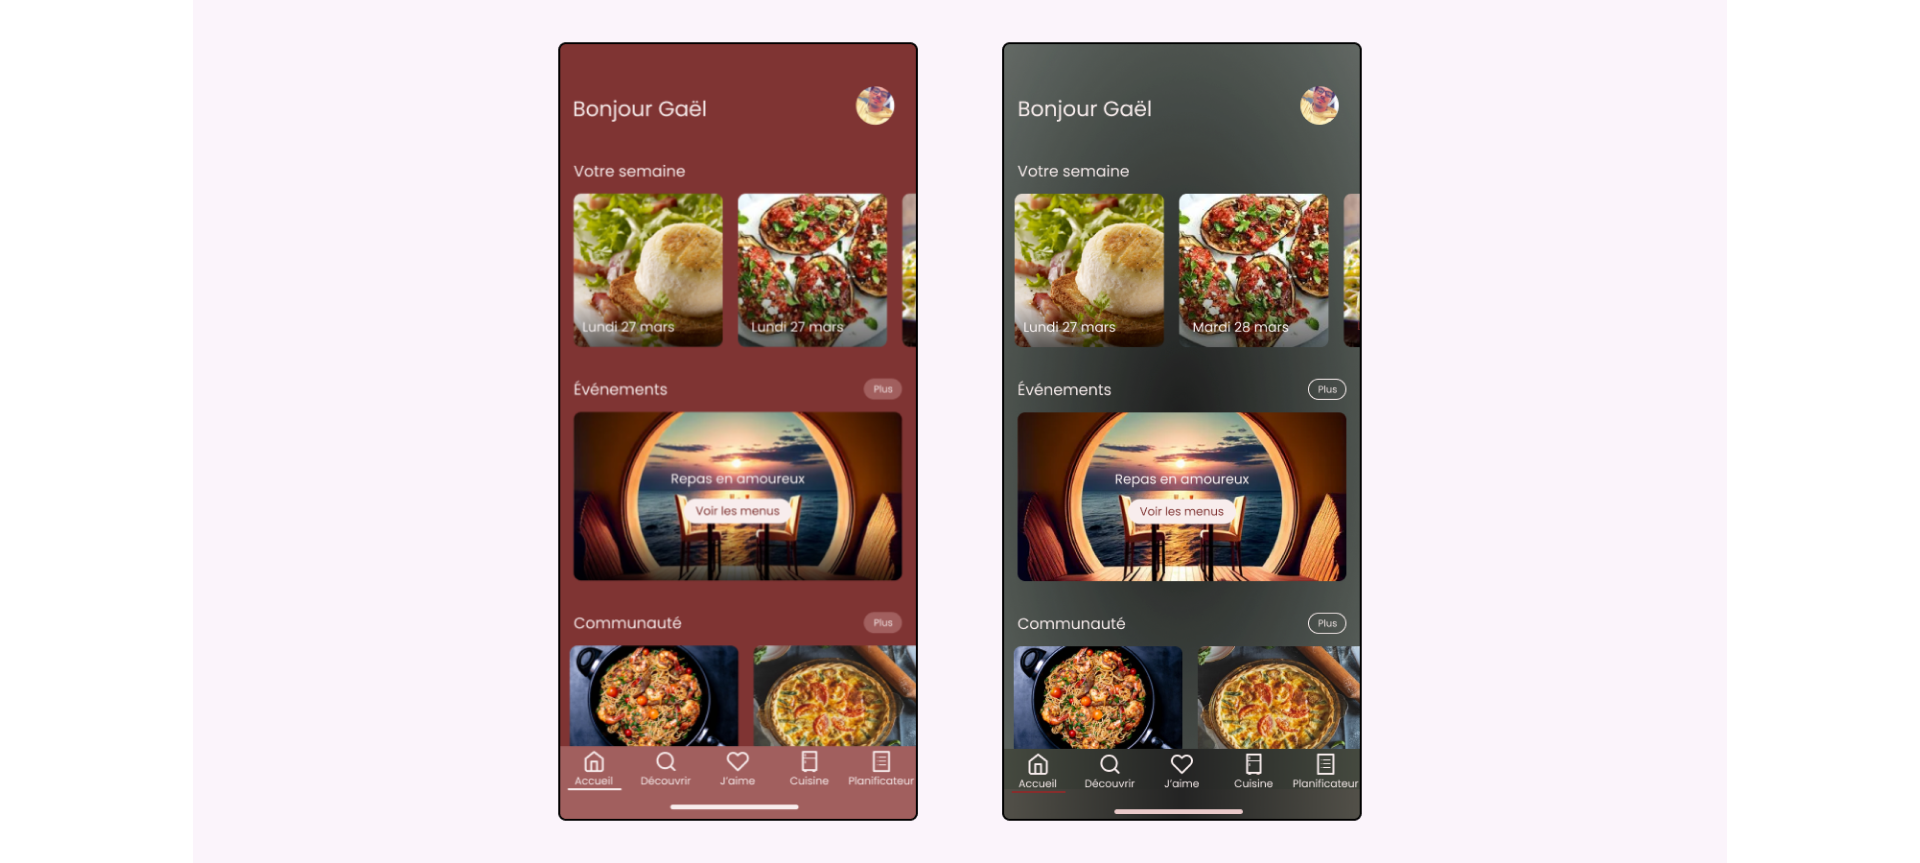 Bonjour Gaël
Votre semaine
Lundi 27 mars
Lundi 27 mars
Événements
Plus
Repas en amoureux
Voir les menus
Communauté
Plus
Accueil
Découvrir
J'aime
Cuisine
Planificateur
Bonjour Gaël
Votre semaine
Lundi 27 mars
Mardi 28 mars
Événements
Plus
Repas en amoureux
Voir les menus
Communauté
Plus
Accueil
Découvrir
J'aime
Cuisine
Planificateur